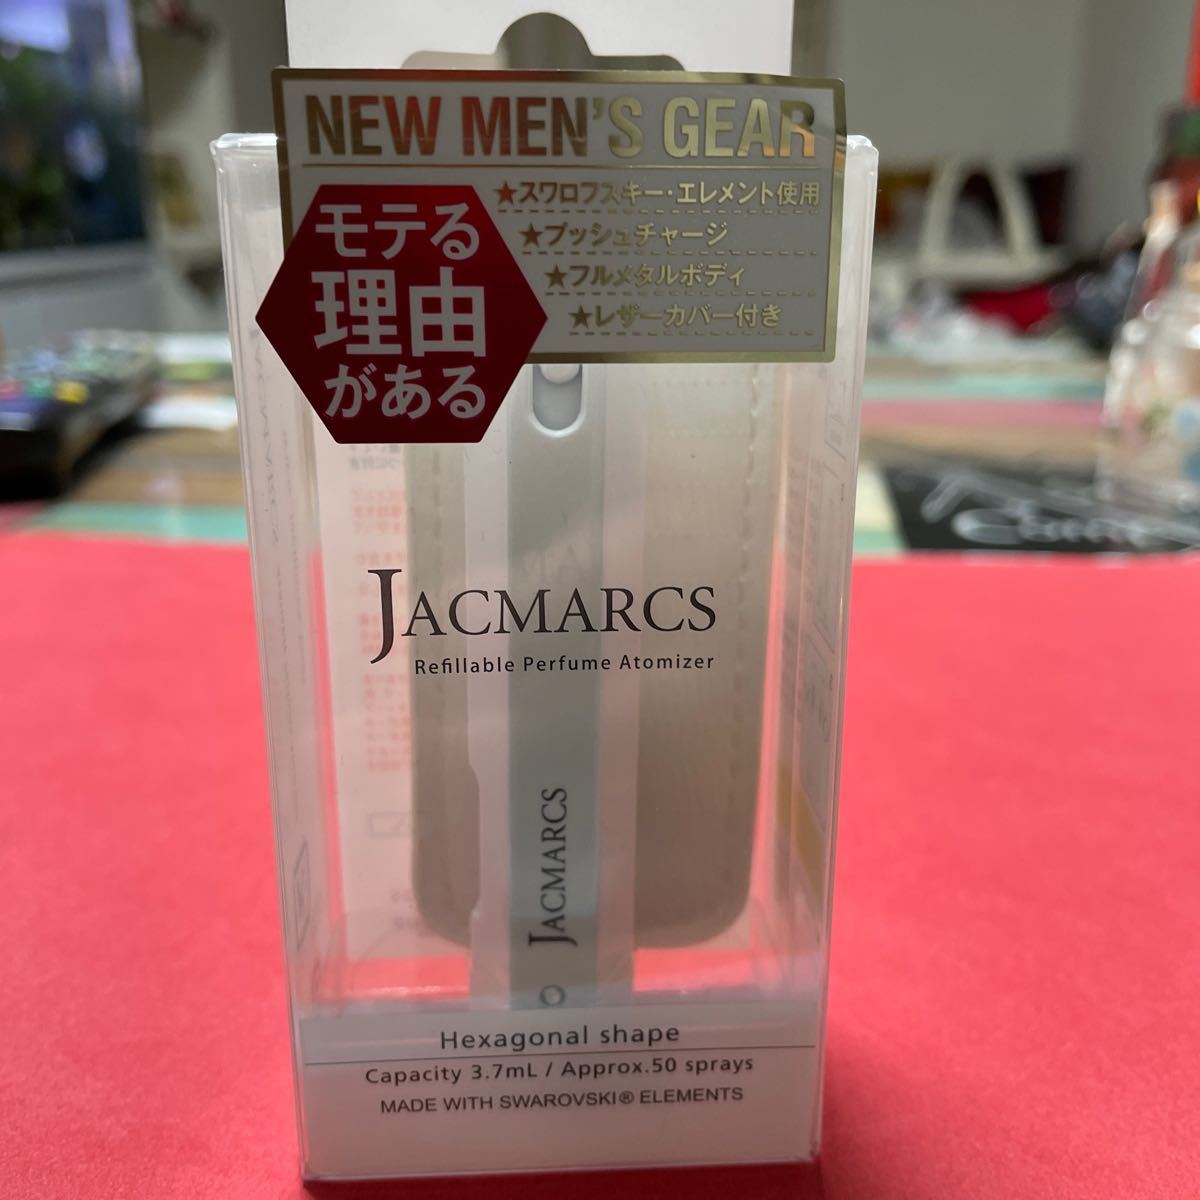 NEW MEN'S GEAR
モテる
理由
がある
★スワロフスキー・エレメント使用
★プッシュチャージ
★フルメタルボディ
★レザーカバー付き
JACMARCS
Refillable Perfume Atomizer
JACMARCS
Hexagonal shape
Capacity 3.7mL / Approx.50 sprays
MADE WITH SWAROVSKI® ELEMENTS